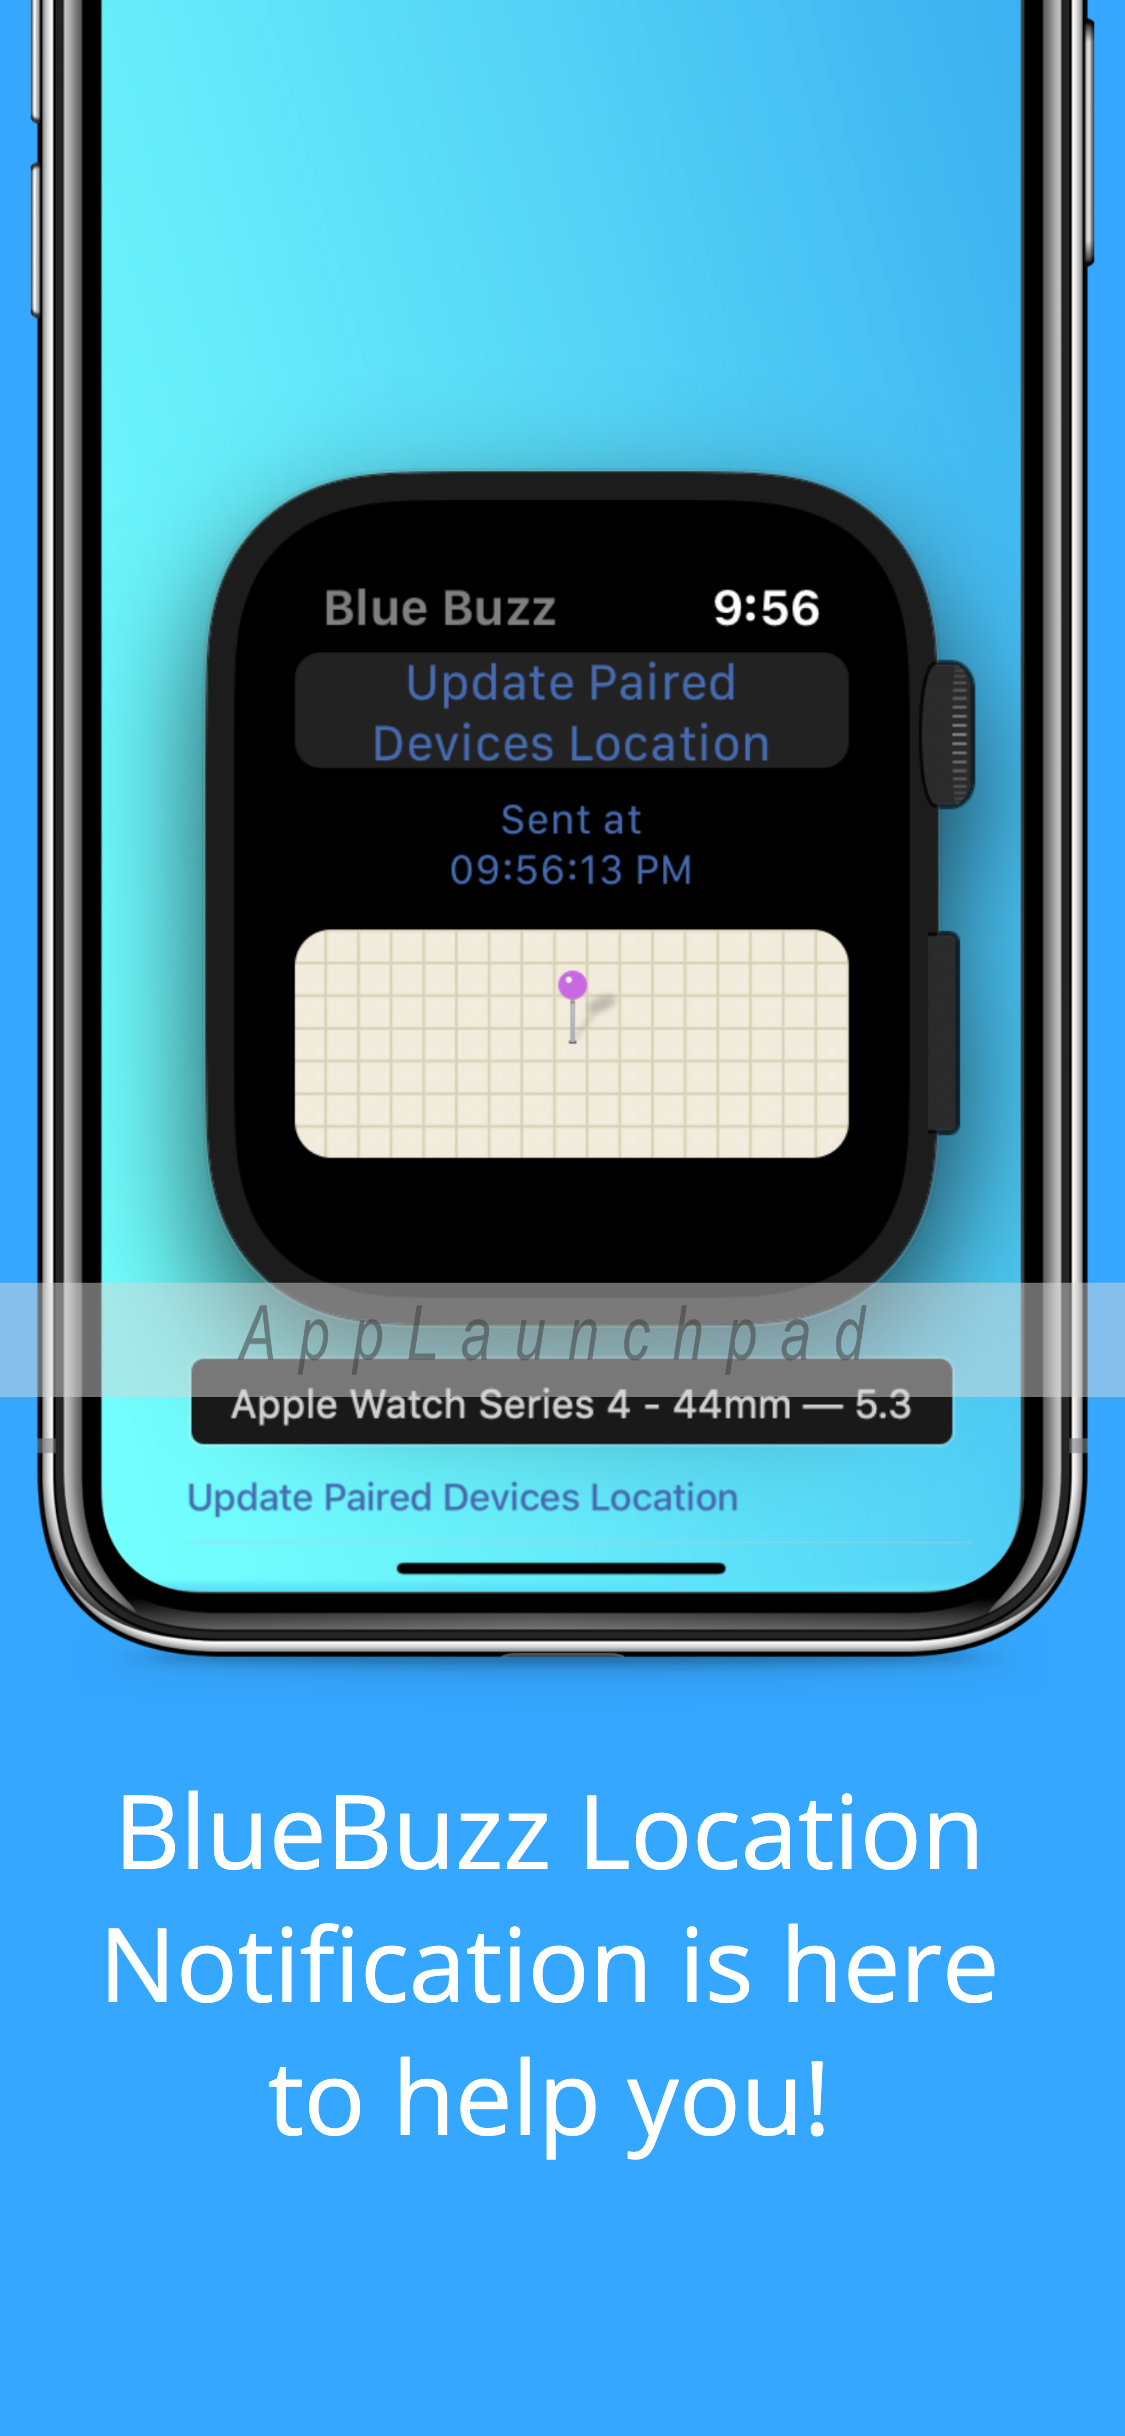 Blue Buzz 9:56
Update Paired
Devices Location
Sent at
09:56:13 PM
AppLaunchpad
Apple Watch Series 4 - 44mm — 5.3
Update Paired Devices Location
BlueBuzz Location
Notification is here
to help you!